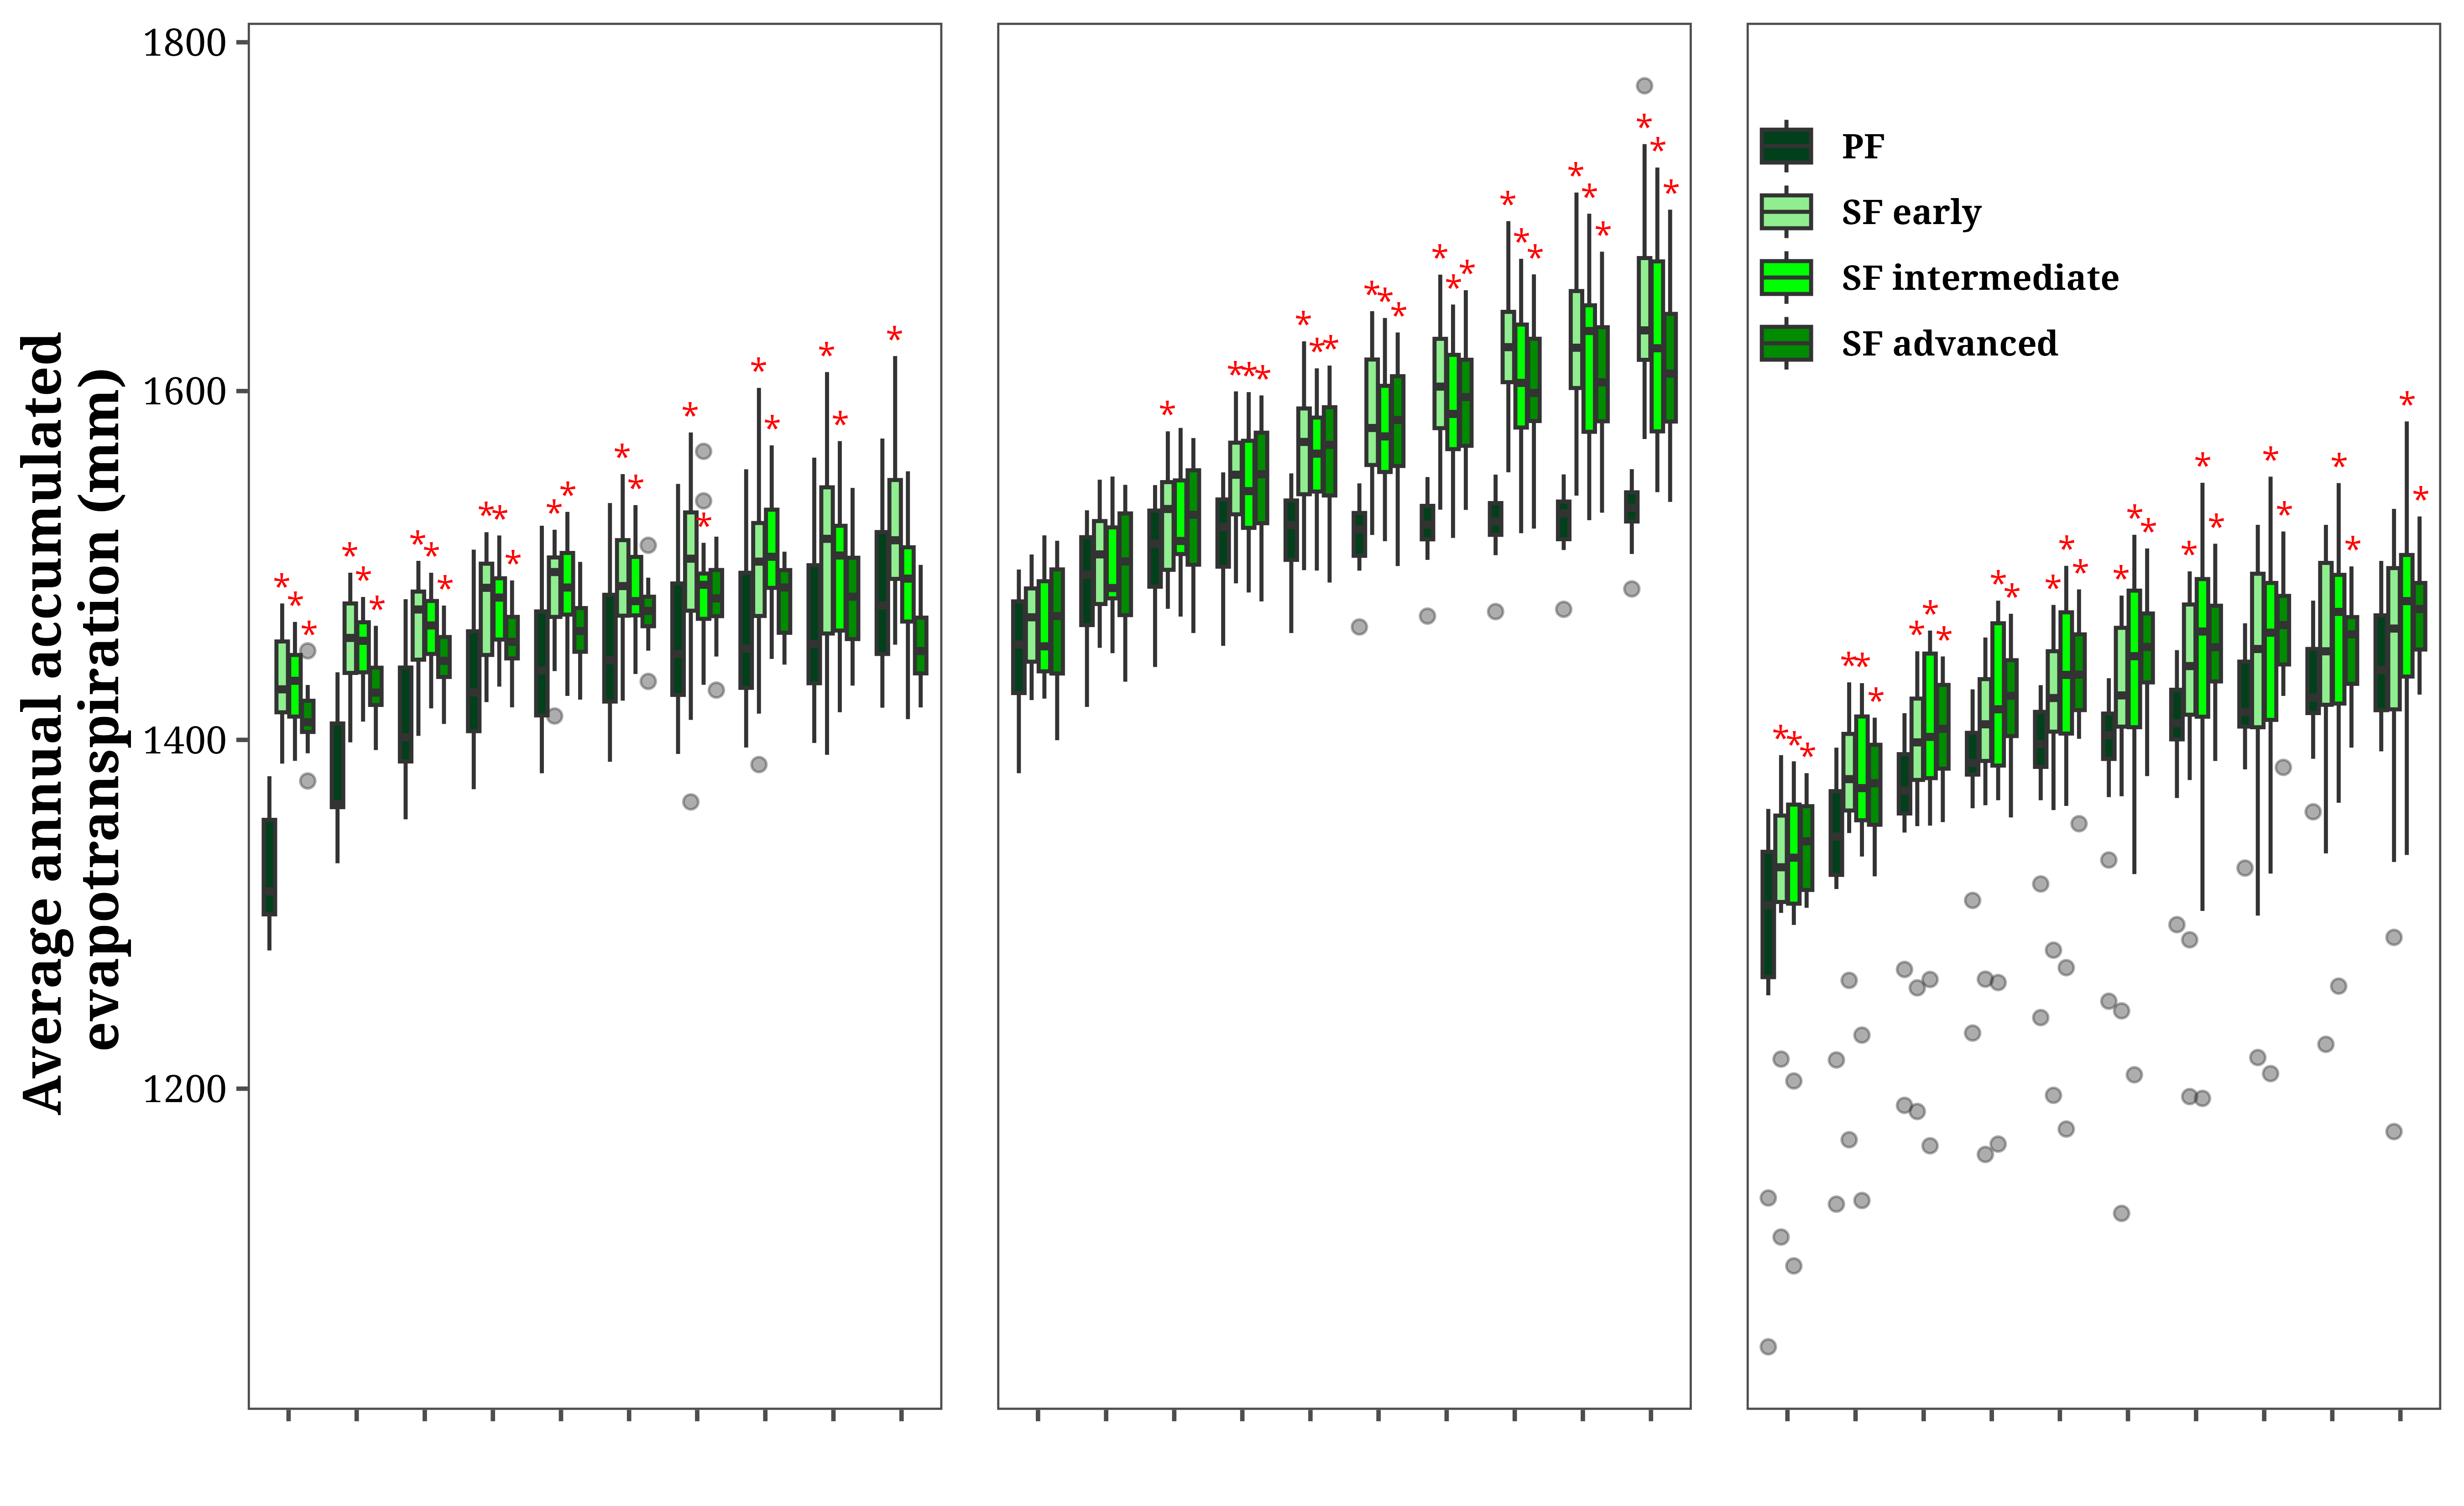 Average annual accumulated
evapotranspiration (mm)
1800
1600
1400
1200
PF
SF early
SF intermediate
SF advanced